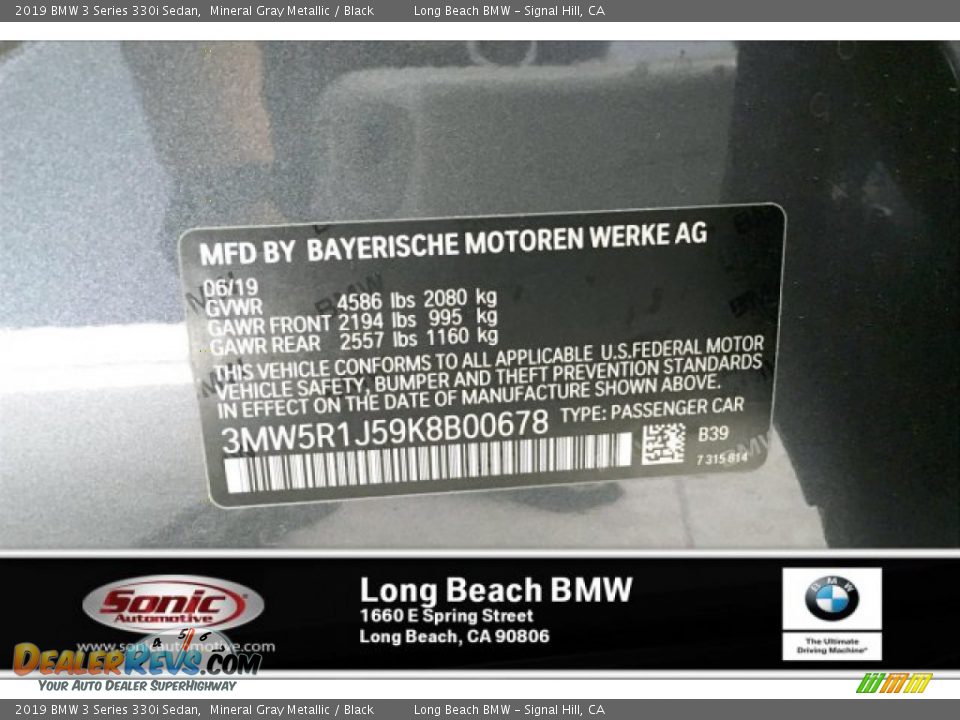 2019 BMW 3 Series 330i Sedan, Mineral Gray Metallic / Black Long Beach BMW - Signal Hill, CA
MFD BY BAYERISCHE MOTOREN WERKE AG
06/19
GVWR 4586 lbs 2080 kg
GAWR FRONT 2194 lbs 995 kg
GAWR REAR 2557 lbs 1160 kg
THIS VEHICLE CONFORMS TO ALL APPLICABLE U.S.FEDERAL MOTOR
VEHICLE SAFETY, BUMPER AND THEFT PREVENTION STANDARDS
IN EFFECT ON THE DATE OF MANUFACTURE SHOWN ABOVE.
3MW5R1J59K8B00678 TYPE: PASSENGER CAR
B39
7 315 814
Sonic
Automotive
www.sonicautomotive.com
Long Beach BMW
1660 E Spring Street
Long Beach, CA 90806
BMW
The Ultimate
Driving Machine®
4 5 6
DEALERREVS.COM
YOUR AUTO DEALER SUPERHIGHWAY
2019 BMW 3 Series 330i Sedan, Mineral Gray Metallic / Black Long Beach BMW - Signal Hill, CA